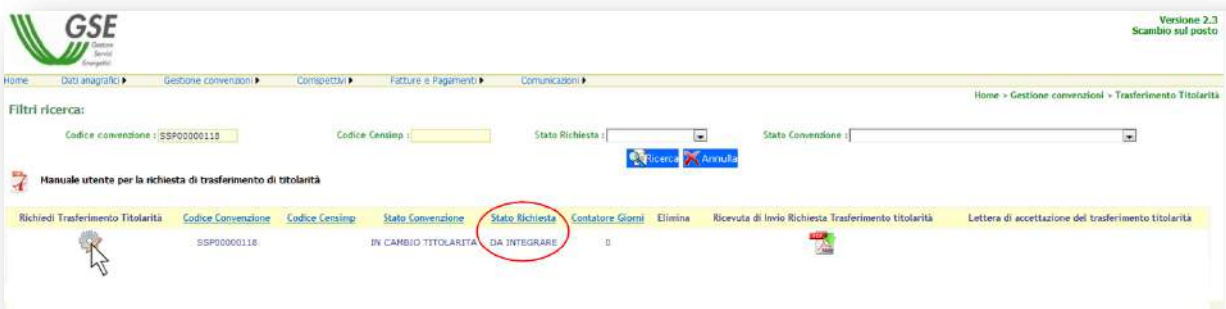 GSE
Gestore
Servizi
Energetici
Versione 2.3
Scambio sul posto
Home Dati anagrafici Gestione convenzioni Corrispettivi Fatture e Pagamenti Comunicazioni
Home > Gestione convenzioni > Trasferimento Titolarità
Filtri ricerca:
Codice convenzione : SSP00000118 Codice Censimp : Stato Richiesta : Stato Convenzione :
Ricerca Annulla
Manuale utente per la richiesta di trasferimento di titolarità
Richiedi Trasferimento Titolarità Codice Convenzione Codice Censimp Stato Convenzione Stato Richiesta Contatore Giorni Elimina Ricevuta di Invio Richiesta Trasferimento titolarità Lettera di accettazione del trasferimento titolarità
SSP00000118 IN CAMBIO TITOLARITA DA INTEGRARE 0
PDF